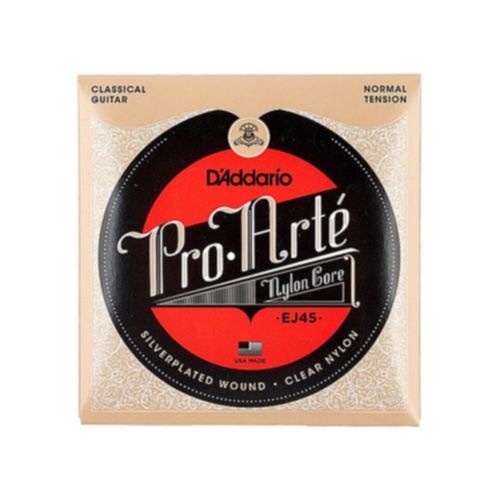 CLASSICAL
GUITAR
NORMAL
TENSION
D'Addario
Pro·Arté
Nylon Core
·EJ45·
USA MADE
SILVERPLATED WOUND · CLEAR NYLON